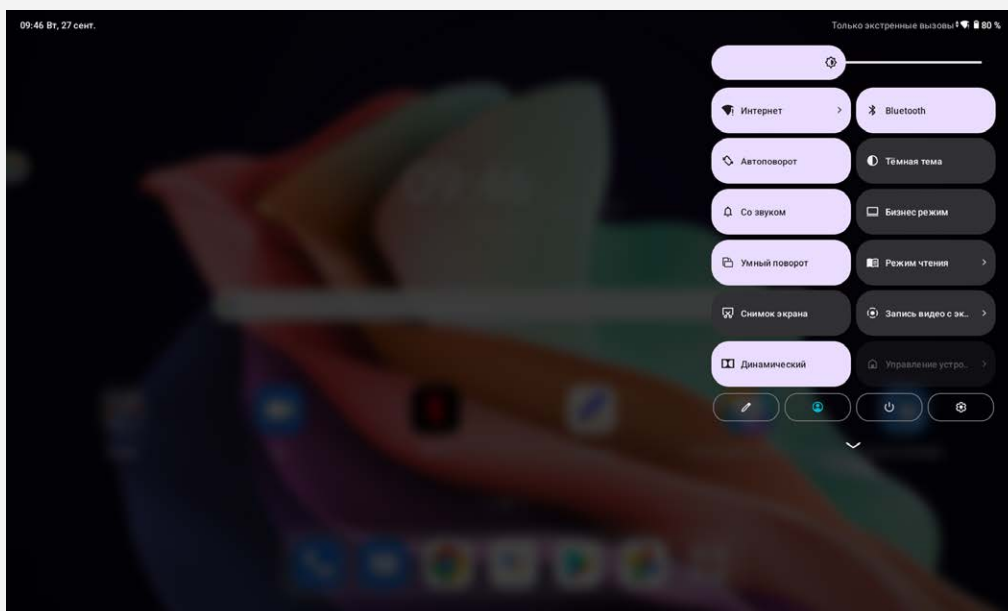 09:46 Вт, 27 сент.
Только экстренные вызовы 80 %
Интернет
Bluetooth
Автоповорот
Тёмная тема
Со звуком
Бизнес режим
Умный поворот
Режим чтения
Снимок экрана
Запись видео с эк..
Динамический
Управление устро..